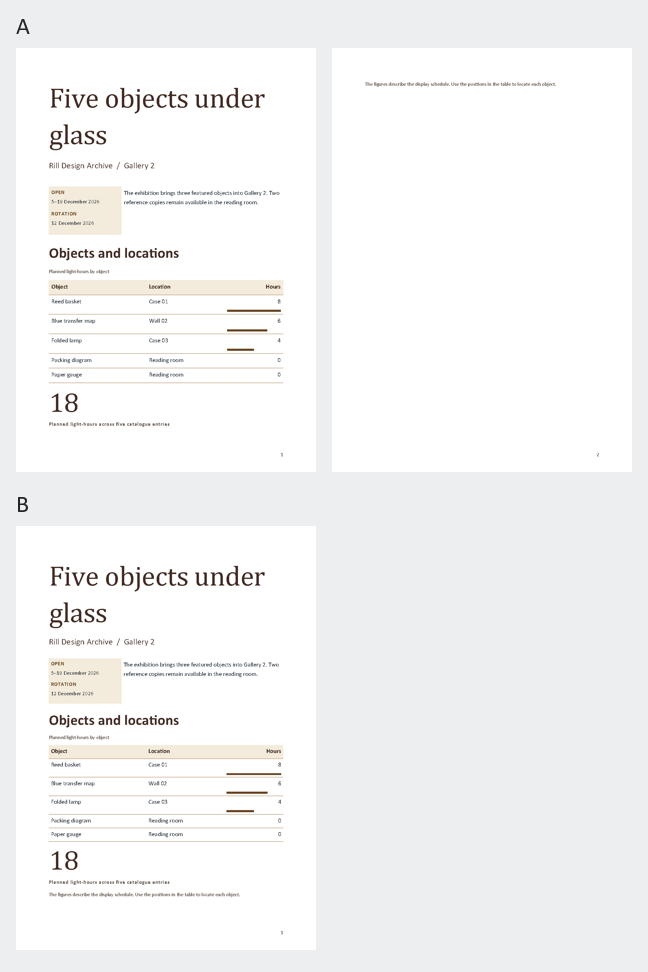 A
Five objects under
glass
Rill Design Archive / Gallery 2
OPEN
5–19 December 2026
ROTATION
12 December 2026
The exhibition brings three featured objects into Gallery 2. Two
reference copies remain available in the reading room.
Objects and locations
Planned light-hours by object
Object Location Hours
Reed basket Case 01 8
Blue transfer map Wall 02 6
Folded lamp Case 03 4
Packing diagram Reading room 0
Paper gauge Reading room 0
18
Planned light-hours across five catalogue entries
1
The figures describe the display schedule. Use the positions in the table to locate each object.
2
B
Five objects under
glass
Rill Design Archive / Gallery 2
OPEN
5–19 December 2026
ROTATION
12 December 2026
The exhibition brings three featured objects into Gallery 2. Two
reference copies remain available in the reading room.
Objects and locations
Planned light-hours by object
Object Location Hours
Reed basket Case 01 8
Blue transfer map Wall 02 6
Folded lamp Case 03 4
Packing diagram Reading room 0
Paper gauge Reading room 0
18
Planned light-hours across five catalogue entries
The figures describe the display schedule. Use the positions in the table to locate each object.
1